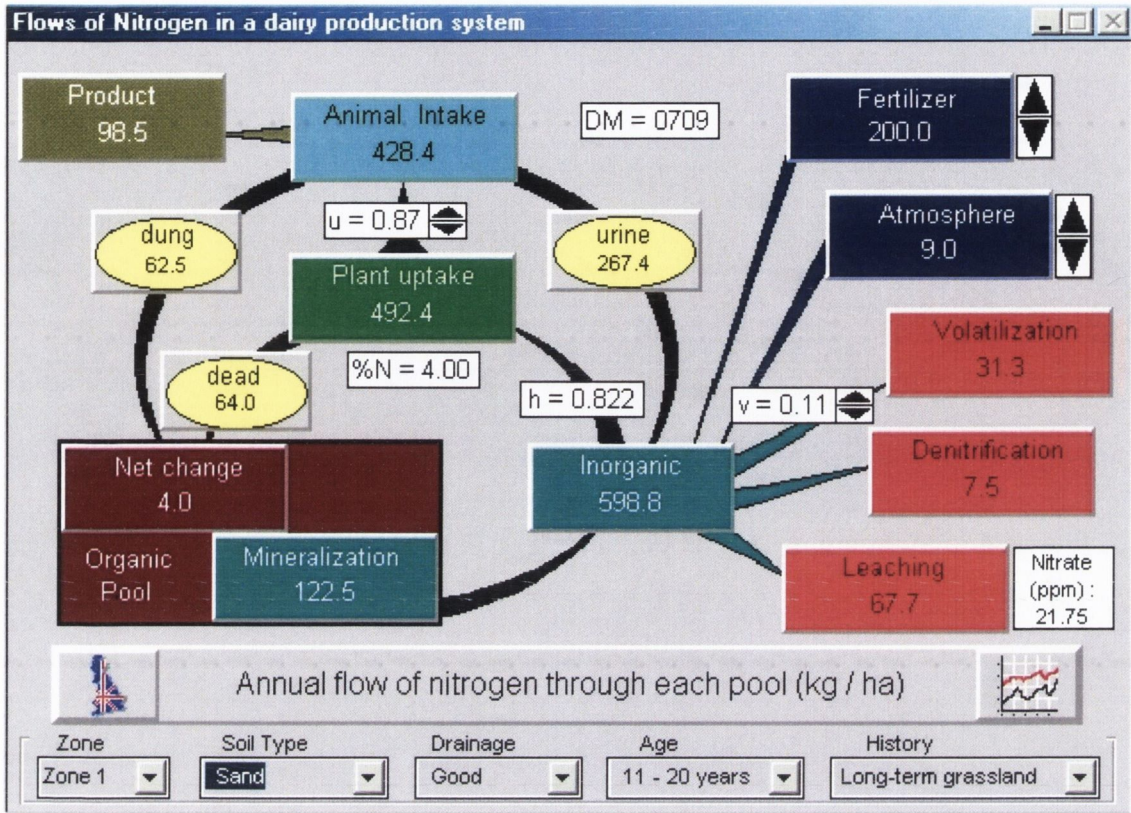 Flows of Nitrogen in a dairy production system
Product
98.5
Animal Intake
428.4
DM = 0709
Fertilizer
200.0
u = 0.87
dung
62.5
urine
267.4
Atmosphere
9.0
Plant uptake
492.4
Volatilization
31.3
%N = 4.00
dead
64.0
h = 0.822
v = 0.11
Net change
4.0
Inorganic
598.8
Denitrification
7.5
Organic
Pool
Mineralization
122.5
Leaching
67.7
Nitrate
(ppm) :
21.75
Annual flow of nitrogen through each pool (kg / ha)
Zone
Soil Type
Drainage
Age
History
Zone 1
Sand
Good
11 - 20 years
Long-term grassland